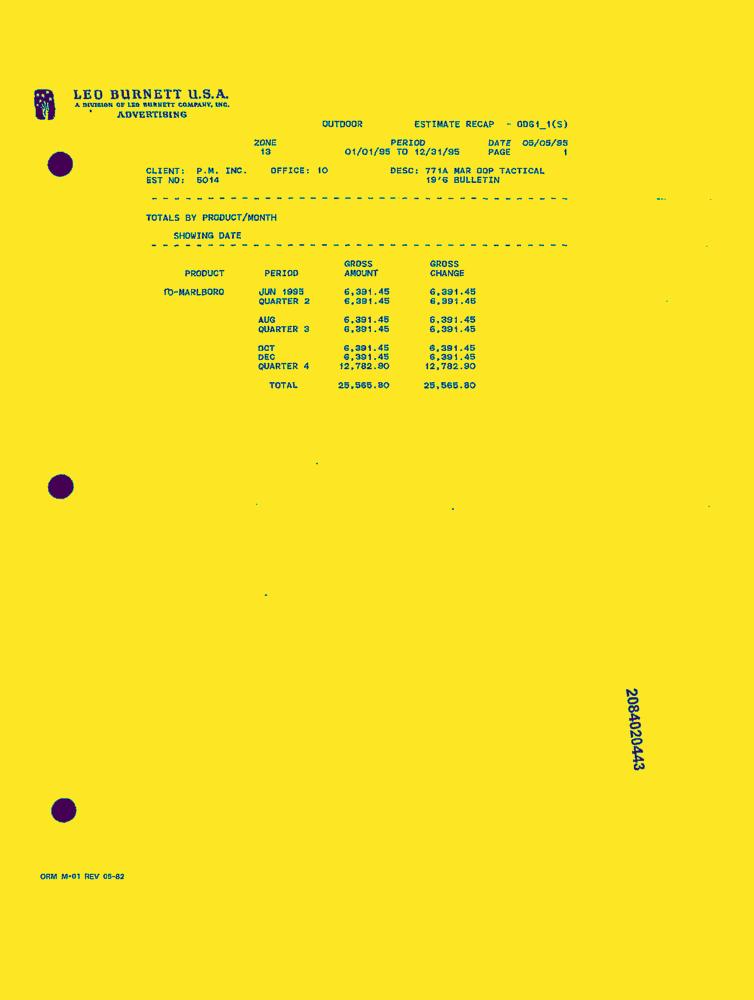 LEO BURNETT U.S.A.
A DIVISION OF LEO BURNETT COMPANY, INC.
ADVERTISING
OUTDOOR ESTIMATE RECAP - ODG1_1(S)
ZONE PERIOD DATE 05/05/95
13 01/01/95 TO 12/31/95 PAGE 1
CLIENT: P.M. INC. OFFICE: 10 DESC: 771A MAR OOP TACTICAL
EST NO: 5014 19'6 BULLETIN
TOTALS BY PRODUCT/MONTH
SHOWING DATE
GROSS GROSS
PRODUCT PERIOD AMOUNT CHANGE
MARLBORO JUN 1995 6,391.45 6,391.45
QUARTER 2 6,391.45 6,391.45
AUG 6,391.45 6,391.45
QUARTER 3 6,391.45 6,391.45
OCT 6,391.45 6,391.45
DEC 6,391.45 6,391.45
QUARTER 4 12,782.90 12,782.90
TOTAL 25,565.80 25,565.80
2084020443
ORM M-61 REV 05-82